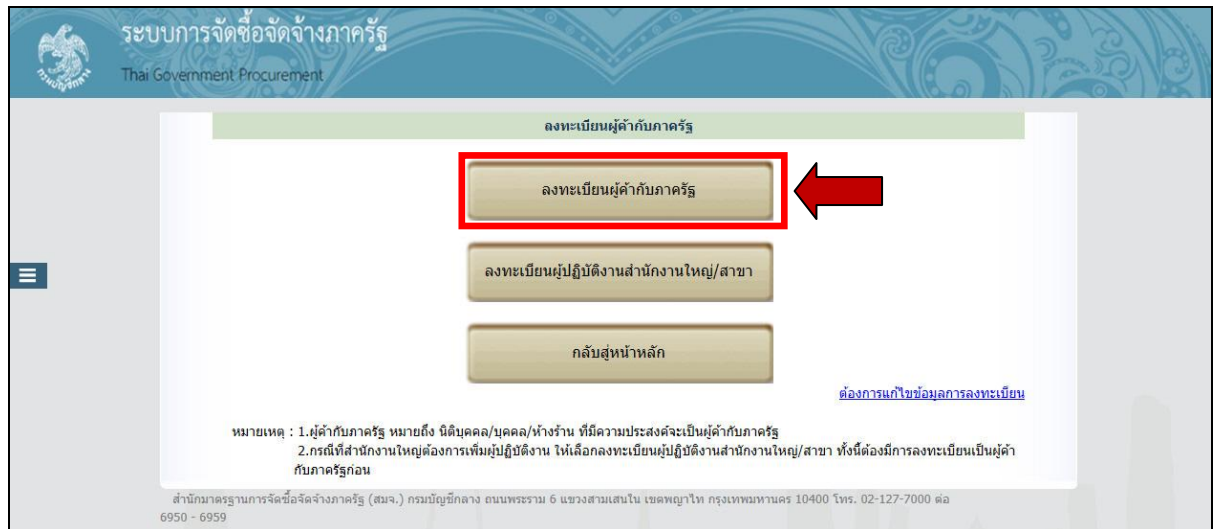 ระบบการจัดซื้อจัดจ้างภาครัฐ
Thai Government Procurement
กรมบัญชีกลาง
ลงทะเบียนผู้ค้ากับภาครัฐ
ลงทะเบียนผู้ค้ากับภาครัฐ
ลงทะเบียนผู้ปฏิบัติงานสำนักงานใหญ่/สาขา
กลับสู่หน้าหลัก
ต้องการแก้ไขข้อมูลการลงทะเบียน
หมายเหตุ : 1.ผู้ค้ากับภาครัฐ หมายถึง นิติบุคคล/บุคคล/ห้างร้าน ที่มีความประสงค์จะเป็นผู้ค้ากับภาครัฐ
2.กรณีที่สำนักงานใหญ่ต้องการเพิ่มผู้ปฏิบัติงาน ให้เลือกลงทะเบียนผู้ปฏิบัติงานสำนักงานใหญ่/สาขา ทั้งนี้ต้องมีการลงทะเบียนเป็นผู้ค้า
กับภาครัฐก่อน
สำนักมาตรฐานการจัดซื้อจัดจ้างภาครัฐ (สมจ.) กรมบัญชีกลาง ถนนพระราม 6 แขวงสามเสนใน เขตพญาไท กรุงเทพมหานคร 10400 โทร. 02-127-7000 ต่อ
6950 - 6959